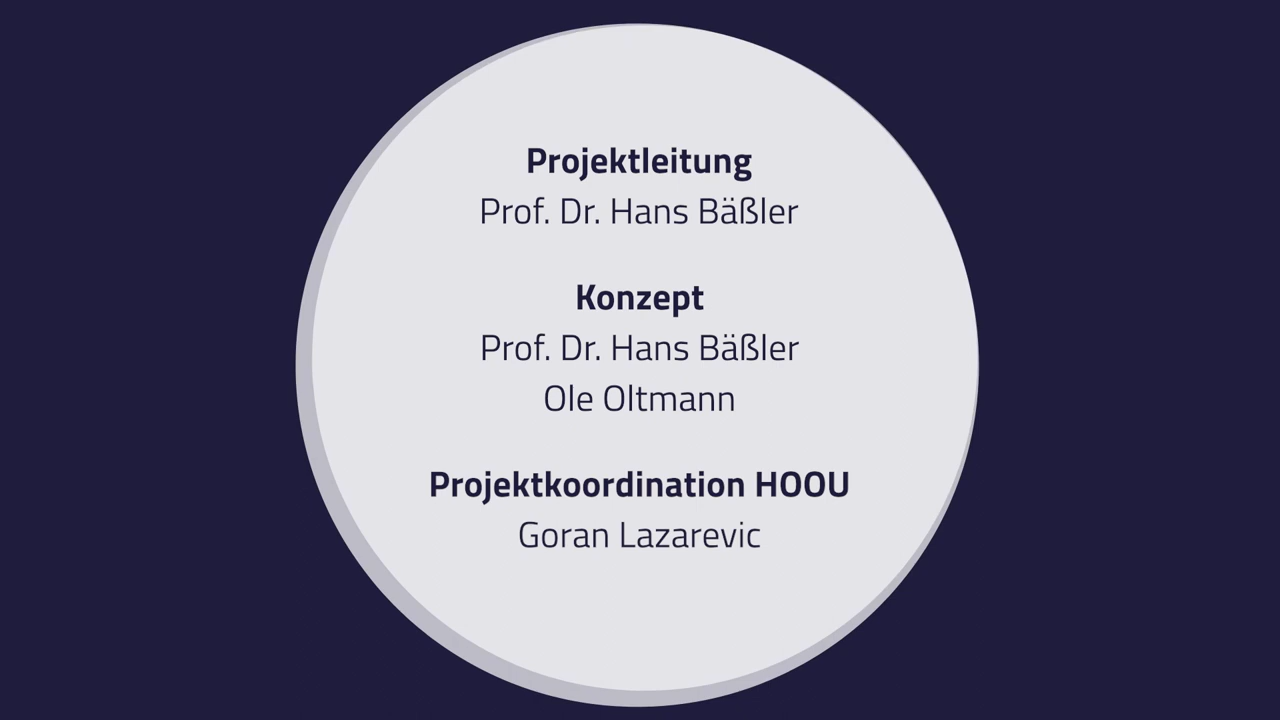 Projektleitung
Prof. Dr. Hans Bäßler
Konzept
Prof. Dr. Hans Bäßler
Ole Oltmann
Projektkoordination HOOU
Goran Lazarevic